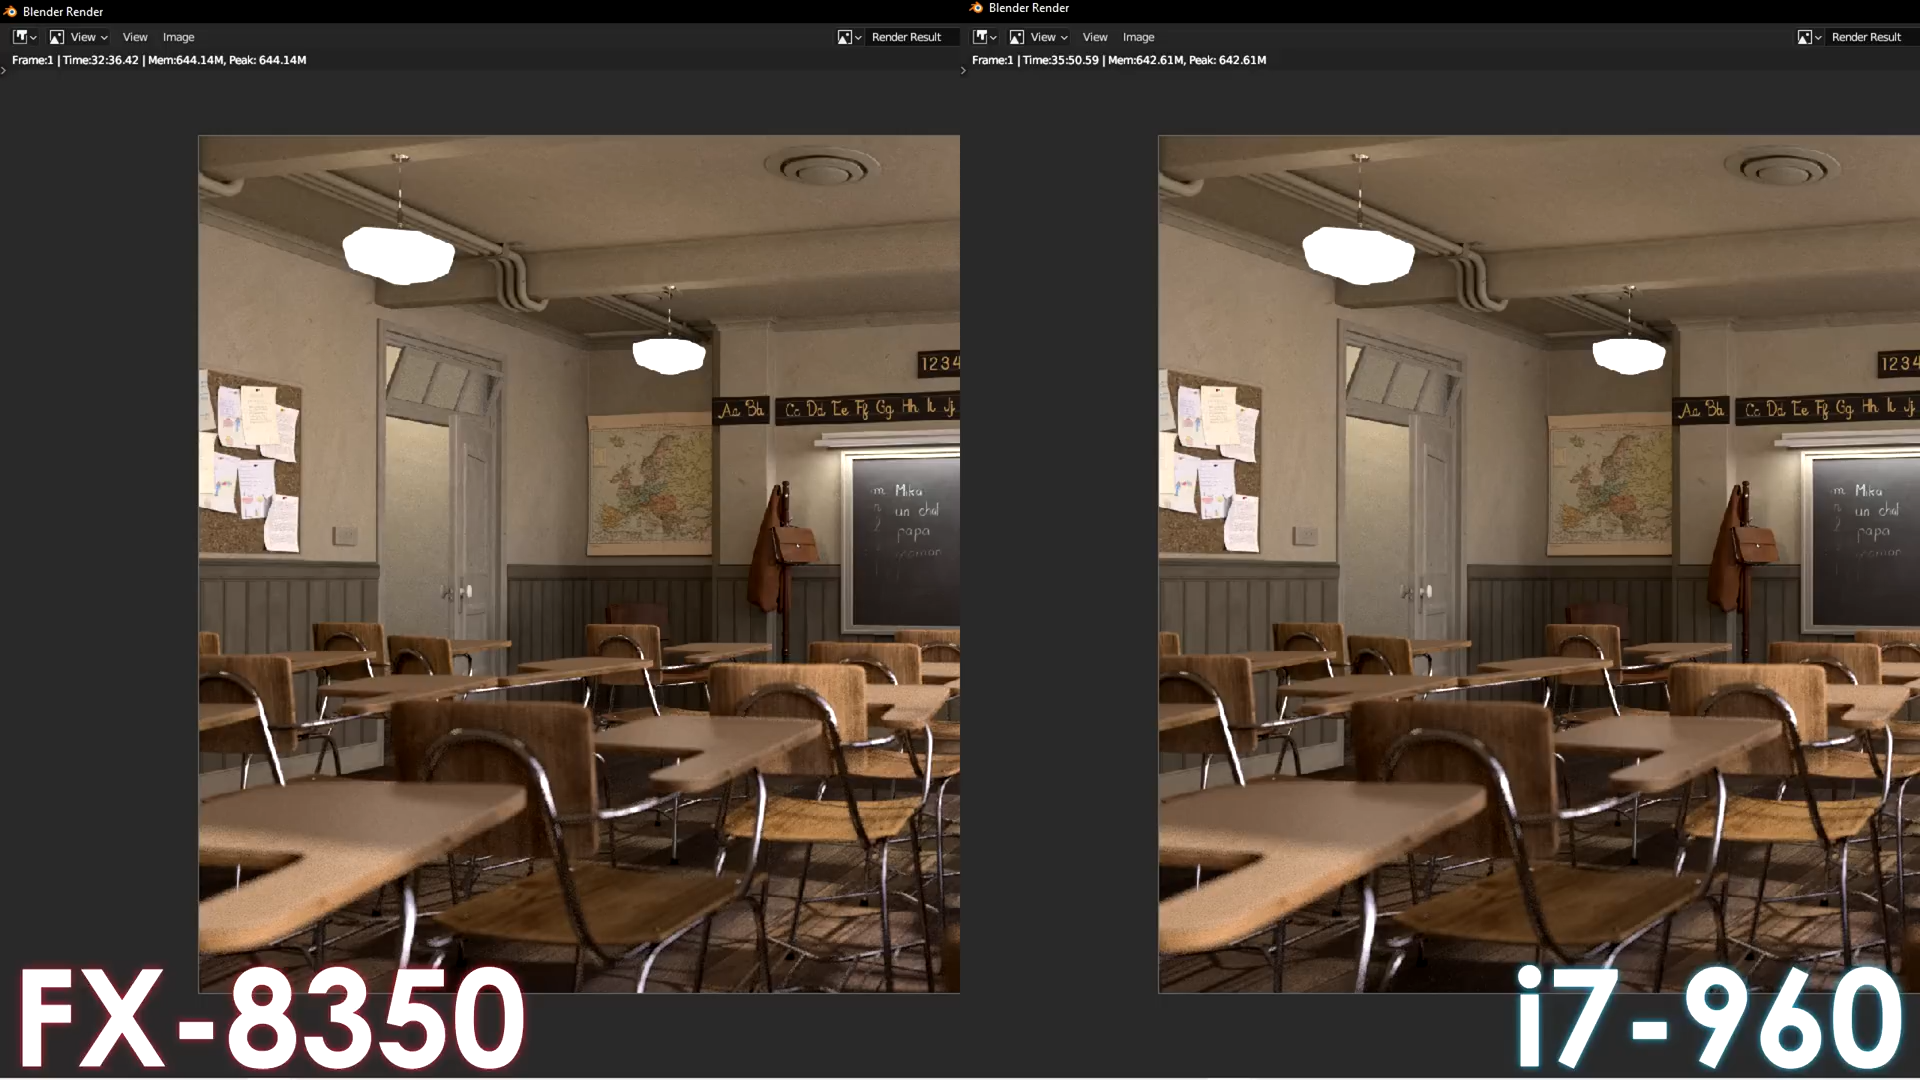 Blender Render
View View Image Render Result
Frame:1 | Time:32:36.42 | Mem:644.14M, Peak: 644.14M
1234
Aa Bb Cc Dd Ee Ff Gg Hh Ii Jj
m Mika
un chat
papa
FX-8350
Blender Render
View View Image Render Result
Frame:1 | Time:35:50.59 | Mem:642.61M, Peak: 642.61M
1234
Aa Bb Cc Dd Ee Ff Gg Hh Ii Jj
m Mika
un chat
papa
i7-960